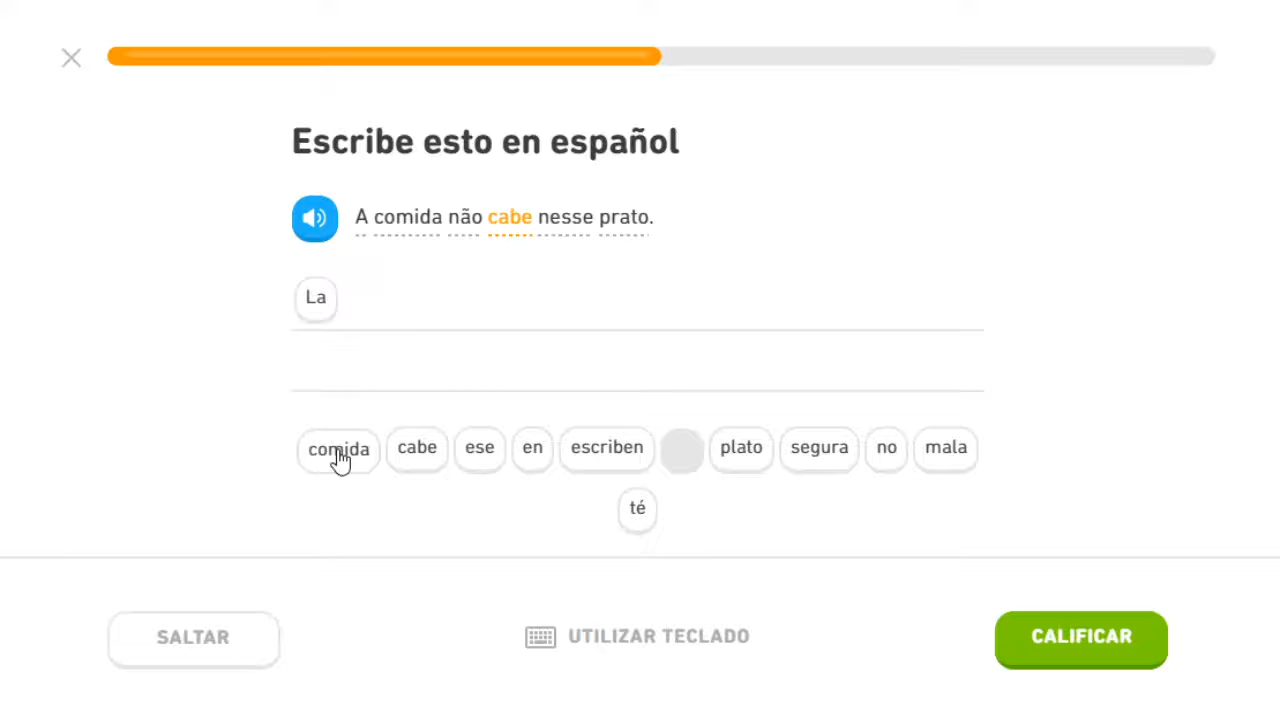 Escribe esto en español
A comida não cabe nesse prato.
La
comida cabe ese en escriben plato segura no mala
té
SALTAR UTILIZAR TECLADO CALIFICAR